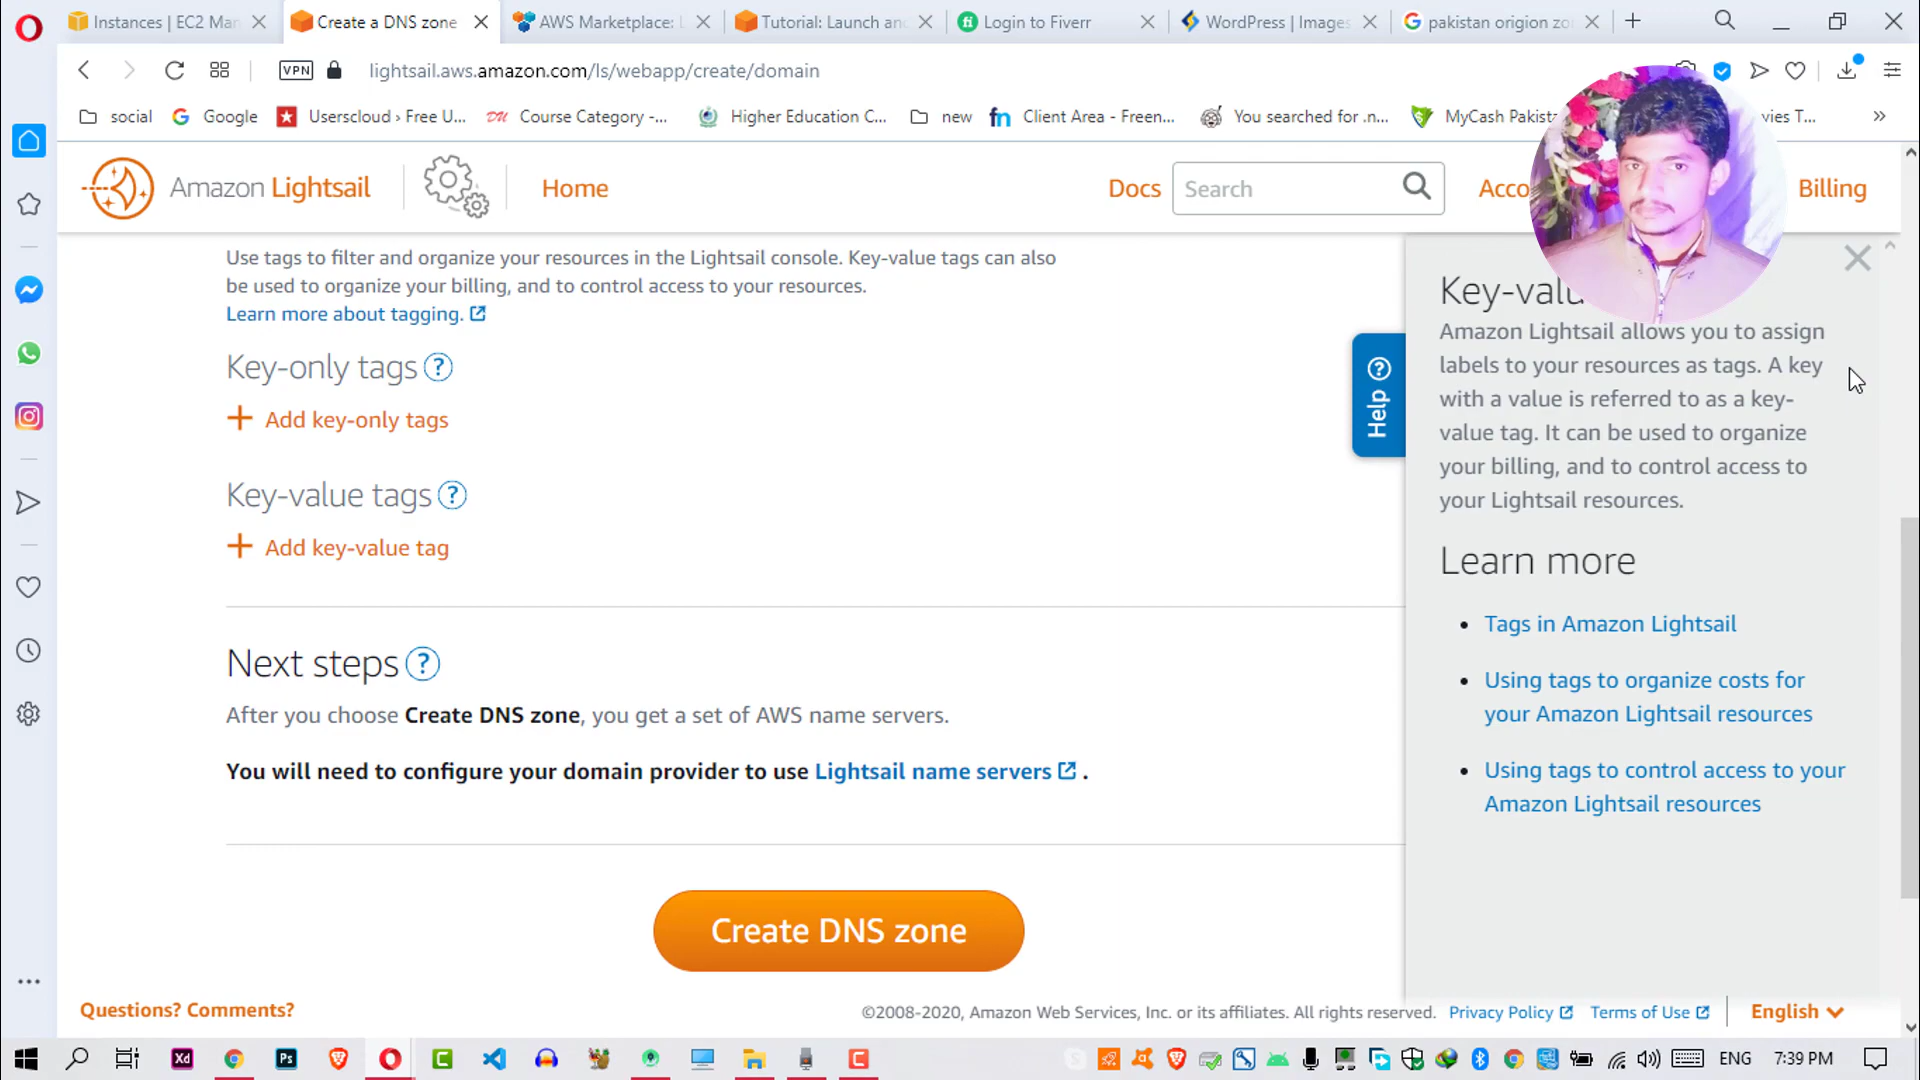 Instances | EC2 Man
Create a DNS zone
AWS Marketplace:
Tutorial: Launch an
Login to Fiverr
WordPress | Images
pakistan origion zo
VPN
lightsail.aws.amazon.com/ls/webapp/create/domain
social
Google
Userscloud › Free U...
DU
Course Category -...
Higher Education C...
new
fn
Client Area - Freen...
You searched for .n...
MyCash Pakista
vies T...
Amazon Lightsail
Home
Docs
Search
Acco
Billing
Use tags to filter and organize your resources in the Lightsail console. Key-value tags can also
be used to organize your billing, and to control access to your resources.
Learn more about tagging.
Key-only tags ?
+ Add key-only tags
Key-value tags ?
+ Add key-value tag
Next steps ?
After you choose Create DNS zone, you get a set of AWS name servers.
You will need to configure your domain provider to use Lightsail name servers .
Create DNS zone
Help ?
Key-valu
Amazon Lightsail allows you to assign
labels to your resources as tags. A key
with a value is referred to as a key-
value tag. It can be used to organize
your billing, and to control access to
your Lightsail resources.
Learn more
• Tags in Amazon Lightsail
• Using tags to organize costs for
your Amazon Lightsail resources
• Using tags to control access to your
Amazon Lightsail resources
Questions? Comments?
©2008-2020, Amazon Web Services, Inc. or its affiliates. All rights reserved.
Privacy Policy
Terms of Use
English
Xd
Ps
ENG
7:39 PM